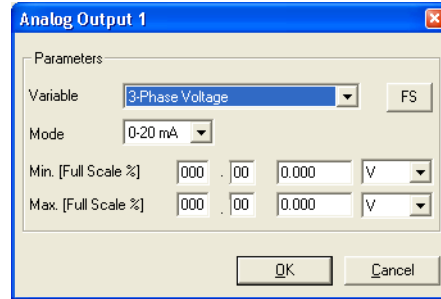 Analog Output 1
Parameters
Variable 3-Phase Voltage FS
Mode 0-20 mA
Min. [Full Scale %] 000 . 00 0.000 V
Max. [Full Scale %] 000 . 00 0.000 V
OK Cancel